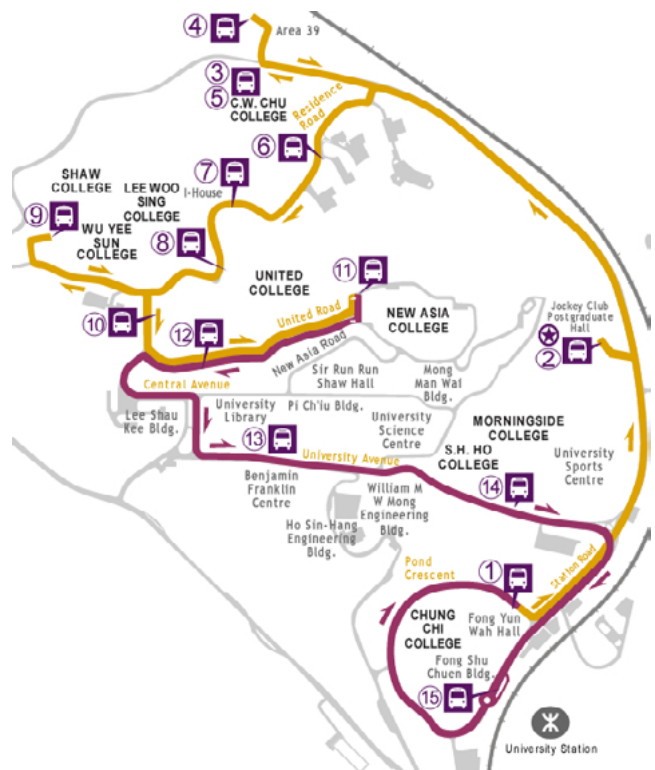 ④
Area 39
③
⑤
C.W. CHU
COLLEGE
Residence
Road
⑥
SHAW
COLLEGE
LEE WOO
SING
COLLEGE
⑦
I-House
⑨
WU YEE
SUN
COLLEGE
⑧
UNITED
COLLEGE
⑪
NEW ASIA
COLLEGE
Jockey Club
Postgraduate
Hall
②
⑩
⑫
United Road
New Asia Road
Central Avenue
Sir Run Run
Shaw Hall
Mong
Man Wai
Bldg.
Lee Shau
Kee Bldg.
University
Library
Pi Ch'iu Bldg.
University
Science
Centre
MORNINGSIDE
COLLEGE
S.H. HO
COLLEGE
University
Sports
Centre
⑬
University Avenue
Benjamin
Franklin
Centre
William M
W Mong
Engineering
Bldg.
⑭
Ho Sin-Hang
Engineering
Bldg.
Pond
Crescent
①
Station Road
CHUNG
CHI
COLLEGE
Fong Yun
Wah Hall
Fong Shu
Chuen Bldg.
⑮
University Station